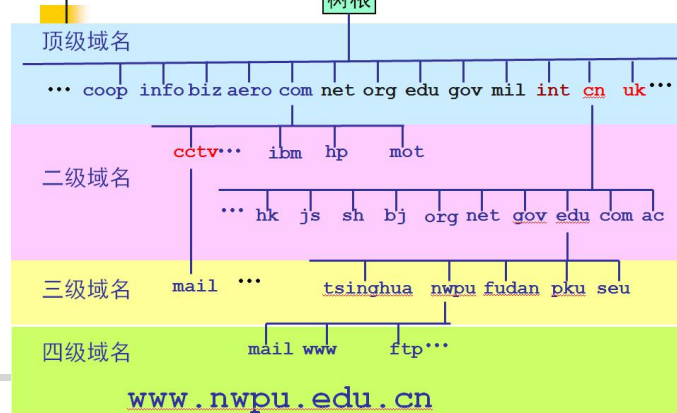 树根
顶级域名
… coop info biz aero com net org edu gov mil int cn uk …
cctv … ibm hp mot
二级域名
… hk js sh bj org net gov edu com ac
三级域名 mail … tsinghua nwpu fudan pku seu
四级域名 mail www ftp …
www.nwpu.edu.cn